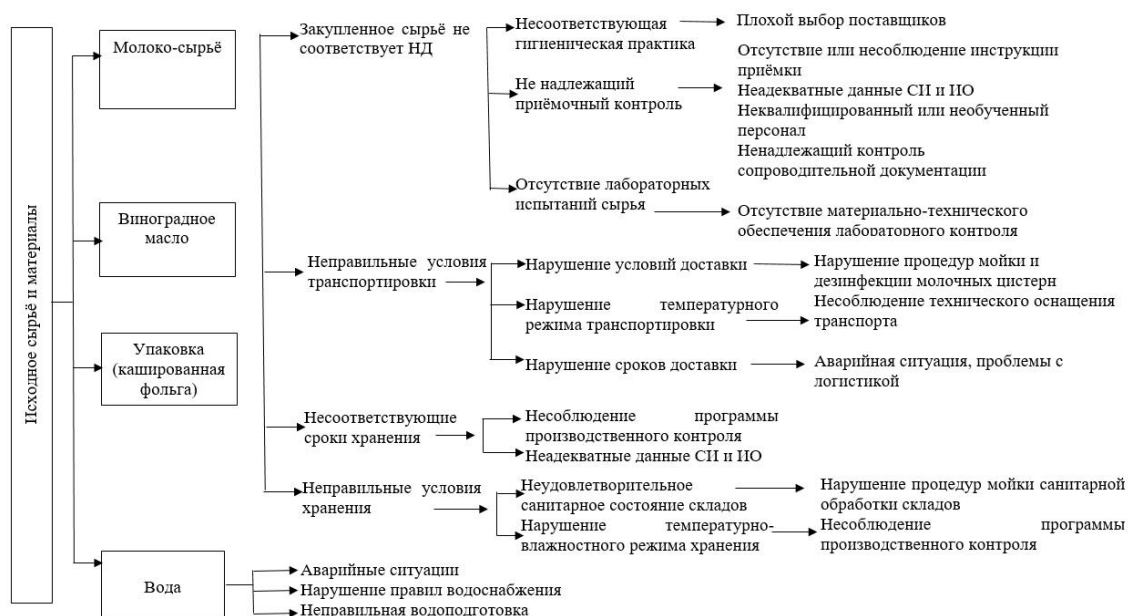 Исходное сырьё и материалы
Молоко-сырьё
Виноградное
масло
Упаковка
(кашированная
фольга)
Вода
Закупленное сырьё не
соответствует НД
Несоответствующая
гигиеническая практика
Плохой выбор поставщиков
Не надлежащий
приёмочный контроль
Отсутствие или несоблюдение инструкции
приёмки
Неадекватные данные СИ и ИО
Неквалифицированный или необученный
персонал
Ненадлежащий контроль
сопроводительной документации
Отсутствие лабораторных
испытаний сырья
Отсутствие материально-технического
обеспечения лабораторного контроля
Неправильные условия
транспортировки
Нарушение условий доставки
Нарушение процедур мойки и
дезинфекции молочных цистерн
Нарушение температурного
режима транспортировки
Несоблюдение технического оснащения
транспорта
Нарушение сроков доставки
Аварийная ситуация, проблемы с
логистикой
Несоответствующие
сроки хранения
Несоблюдение программы
производственного контроля
Неадекватные данные СИ и ИО
Неправильные условия
хранения
Неудовлетворительное
санитарное состояние складов
Нарушение процедур мойки санитарной
обработки складов
Нарушение температурно-
влажностного режима хранения
Несоблюдение программы
производственного контроля
Аварийные ситуации
Нарушение правил водоснабжения
Неправильная водоподготовка